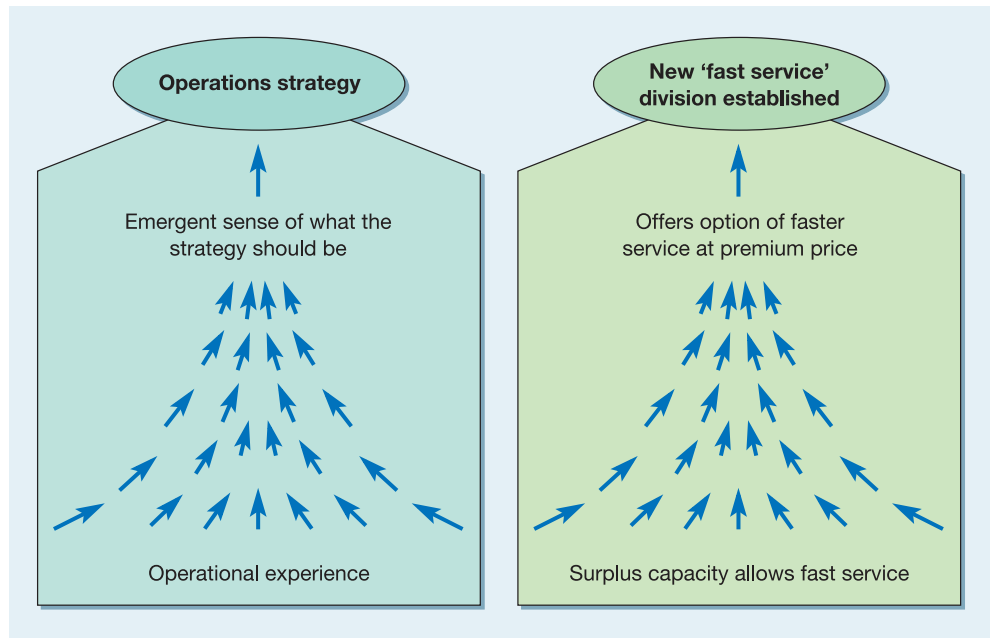 Operations strategy
Emergent sense of what the
strategy should be
Operational experience
New ‘fast service’
division established
Offers option of faster
service at premium price
Surplus capacity allows fast service